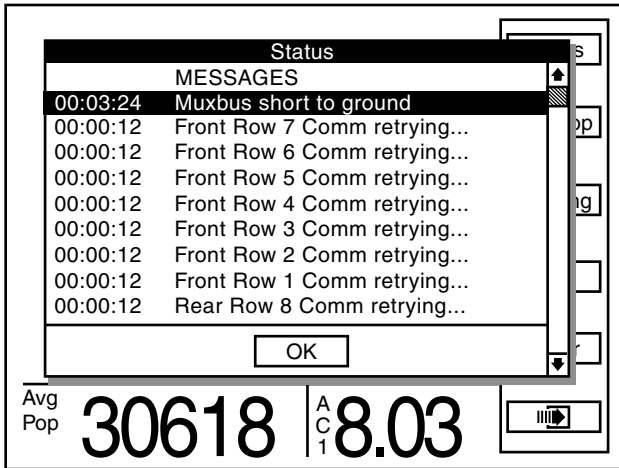 Status
MESSAGES
00:03:24 Muxbus short to ground
00:00:12 Front Row 7 Comm retrying...
00:00:12 Front Row 6 Comm retrying...
00:00:12 Front Row 5 Comm retrying...
00:00:12 Front Row 4 Comm retrying...
00:00:12 Front Row 3 Comm retrying...
00:00:12 Front Row 2 Comm retrying...
00:00:12 Front Row 1 Comm retrying...
00:00:12 Rear Row 8 Comm retrying...
OK
Avg
Pop
30618
AC1
8.03